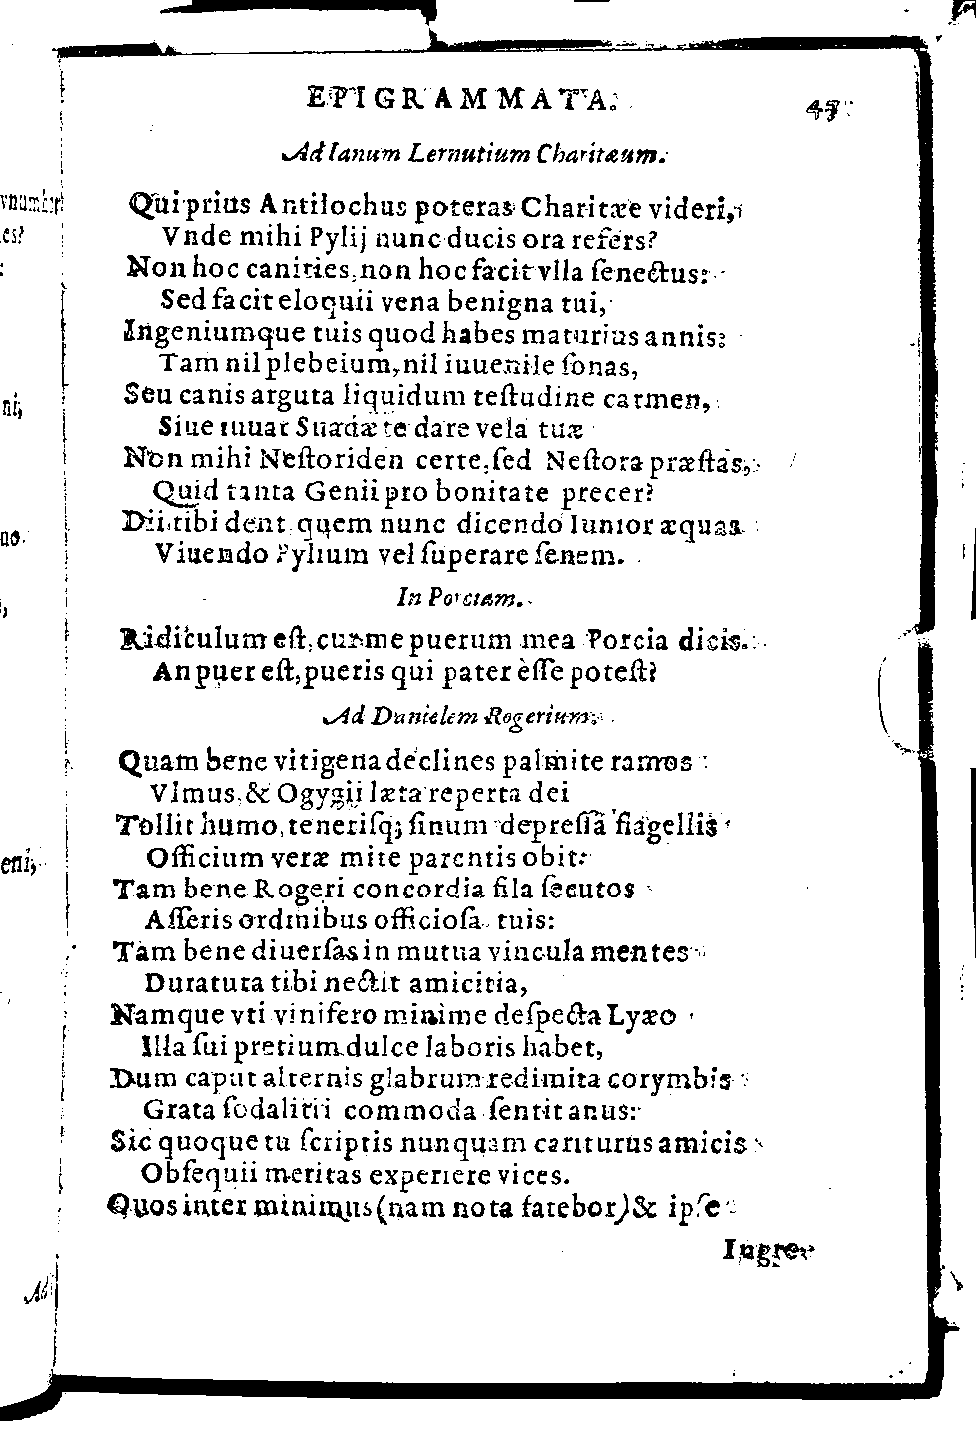 EPIGRAMMATA. 45
Ad Ianum Lernutium Charitæum.
Qui prius Antilochus poteras Charitæe videri,
Vnde mihi Pylij nunc ducis ora refers?
Non hoc canities, non hoc facit vlla ſenectus:
Sed facit eloquii vena benigna tui,
Ingeniumque tuis quod habes maturius annis:
Tam nil plebeium, nil iuuenile ſonas,
Seu canis arguta liquidum teſtudine carmen,
Siue iuuat Suadæ te dare vela tuæ
Non mihi Neſtoriden certe, ſed Neſtora præſtas,
Quid tanta Genii pro bonitate precer?
Dii tibi dent quem nunc dicendo Iunior æquas
Viuendo Pylium vel ſuperare ſenem.
In Porciam.
Ridiculum eſt, cur me puerum mea Porcia dicis.
An puer eſt, pueris qui pater èſſe poteſt?
Ad Danielem Rogerium.
Quam bene vitigena declines palmite ramos
Vlmus, & Ogygii læta reperta dei
Tollit humo, teneriſq; ſinum depreſſa flagellis
Officium veræ mite parentis obit:
Tam bene Rogeri concordia fila ſecutos
Aſſeris ordinibus officioſa tuis:
Tam bene diuerſas in mutua vincula mentes
Duratura tibi nectit amicitia,
Namque vti vinifero minime deſpecta Lyæo
Illa ſui pretium dulce laboris habet,
Dum caput alternis glabrum redimita corymbis
Grata ſodalitii commoda ſentit anus:
Sic quoque tu ſcriptis nunquam cariturus amicis
Obſequii meritas experiere vices.
Quos inter minimus (nam nota fatebor) & ipſe
Ingre-
vnum
es?
:
ni,
no.
eni,
Ad